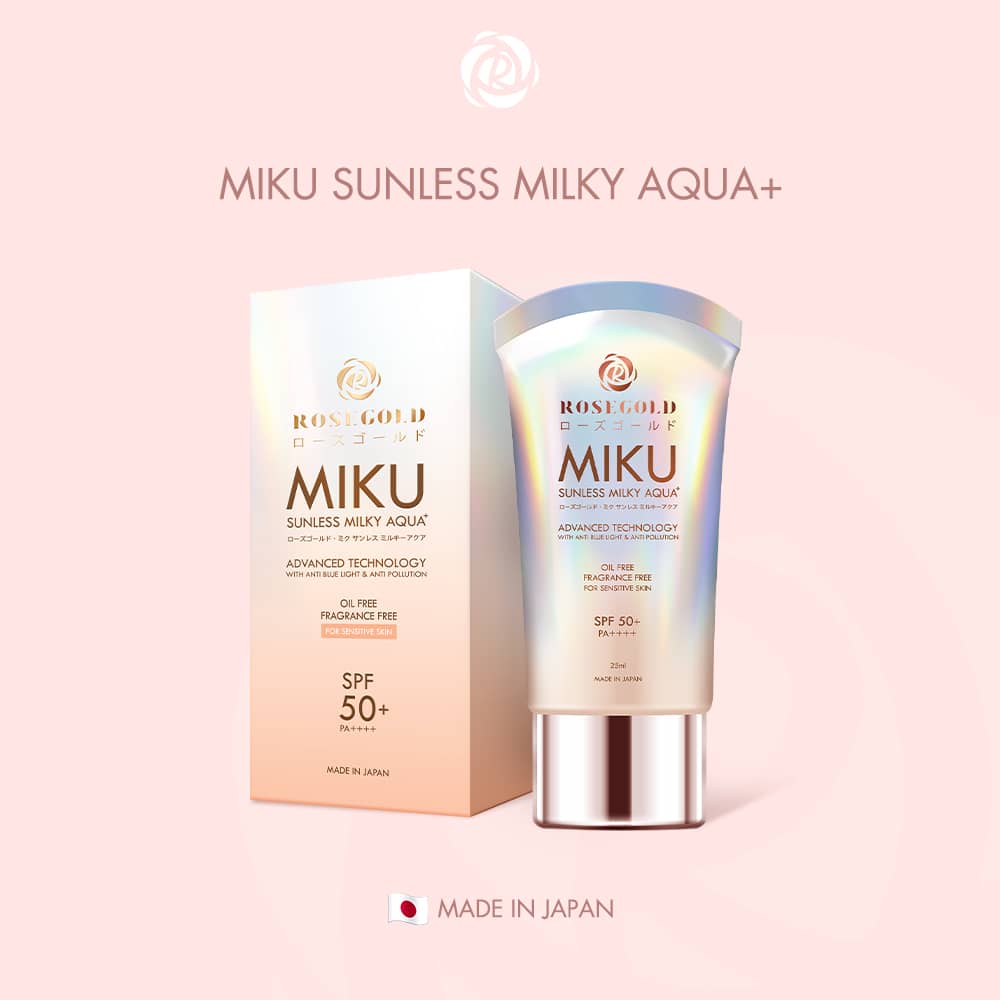 MIKU SUNLESS MILKY AQUA+
R
ROSEGOLD
ローズゴールド
MIKU
SUNLESS MILKY AQUA+
ローズゴールド・ミク サンレス ミルキーアクア
ADVANCED TECHNOLOGY
WITH ANTI BLUE LIGHT & ANTI POLLUTION
OIL FREE
FRAGRANCE FREE
FOR SENSITIVE SKIN
SPF
50+
PA++++
MADE IN JAPAN
R
ROSEGOLD
ローズゴールド
MIKU
SUNLESS MILKY AQUA+
ローズゴールド・ミク サンレス ミルキーアクア
ADVANCED TECHNOLOGY
WITH ANTI BLUE LIGHT & ANTI POLLUTION
OIL FREE
FRAGRANCE FREE
FOR SENSITIVE SKIN
SPF 50+
PA++++
25ml
MADE IN JAPAN
MADE IN JAPAN